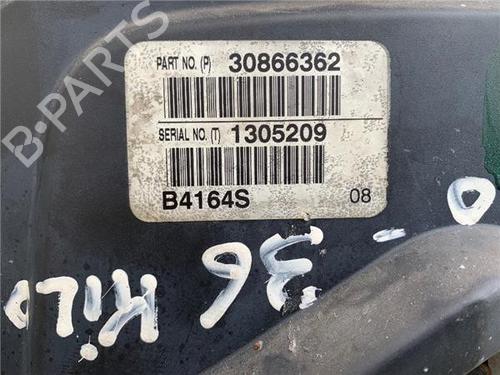 PART NO. (P) 30866362
SERIAL NO. (T) 1305209
B4164S 08
B-PARTS